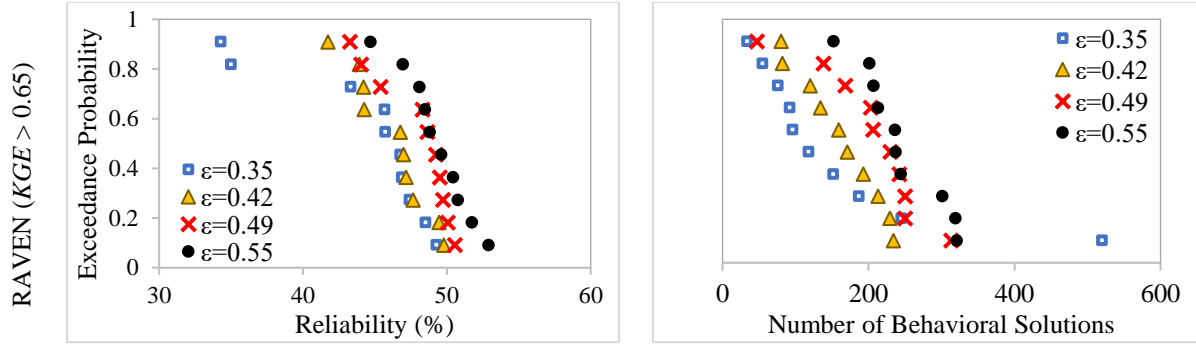 RAVEN (KGE > 0.65)
Exceedance Probability
1
0.8
0.6
0.4
0.2
0
30
40
50
60
Reliability (%)
ε=0.35
ε=0.42
ε=0.49
ε=0.55
0
200
400
600
Number of Behavioral Solutions
ε=0.35
ε=0.42
ε=0.49
ε=0.55